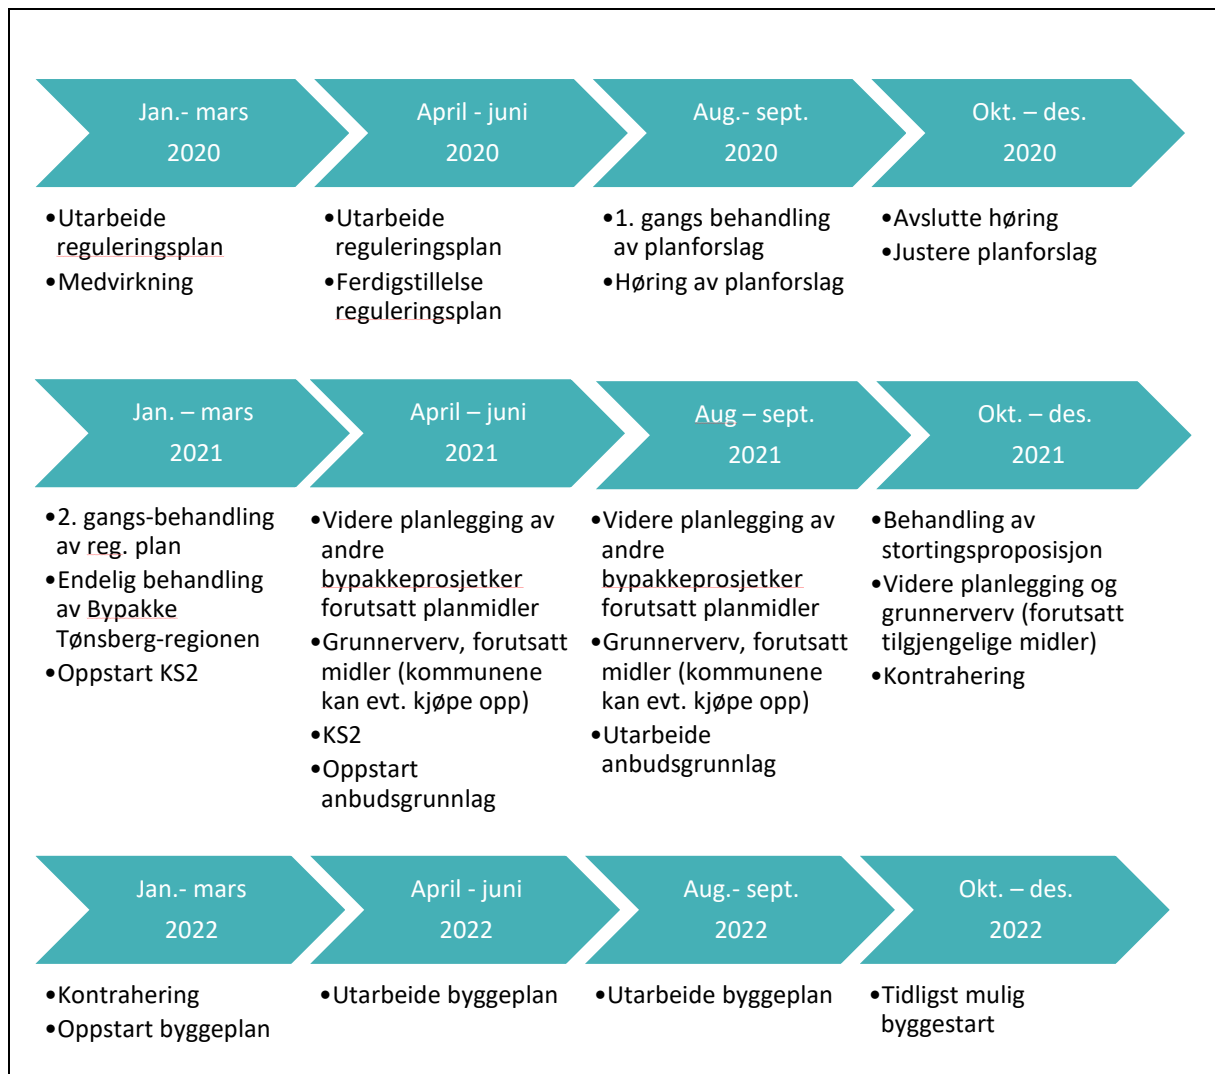 Jan.- mars
2020
April - juni
2020
Aug.- sept.
2020
Okt. – des.
2020
•Utarbeide
reguleringsplan
•Medvirkning
•Utarbeide
reguleringsplan
•Ferdigstillelse
reguleringsplan
•1. gangs behandling
av planforslag
•Høring av planforslag
•Avslutte høring
•Justere planforslag
Jan. – mars
2021
April – juni
2021
Aug – sept.
2021
Okt. – des.
2021
•2. gangs-behandling
av reg. plan
•Endelig behandling
av Bypakke
Tønsberg-regionen
•Oppstart KS2
•Videre planlegging av
andre
bypakkeprosjetker
forutsatt planmidler
•Grunnerverv, forutsatt
midler (kommunene
kan evt. kjøpe opp)
•KS2
•Oppstart
anbudsgrunnlag
•Videre planlegging av
andre
bypakkeprosjetker
forutsatt planmidler
•Grunnerverv, forutsatt
midler (kommunene
kan evt. kjøpe opp)
•Utarbeide
anbudsgrunnlag
•Behandling av
stortingsproposisjon
•Videre planlegging og
grunnerverv (forutsatt
tilgjengelige midler)
•Kontrahering
Jan.- mars
2022
April - juni
2022
Aug.- sept.
2022
Okt. – des.
2022
•Kontrahering
•Oppstart byggeplan
•Utarbeide byggeplan
•Utarbeide byggeplan
•Tidligst mulig
byggestart